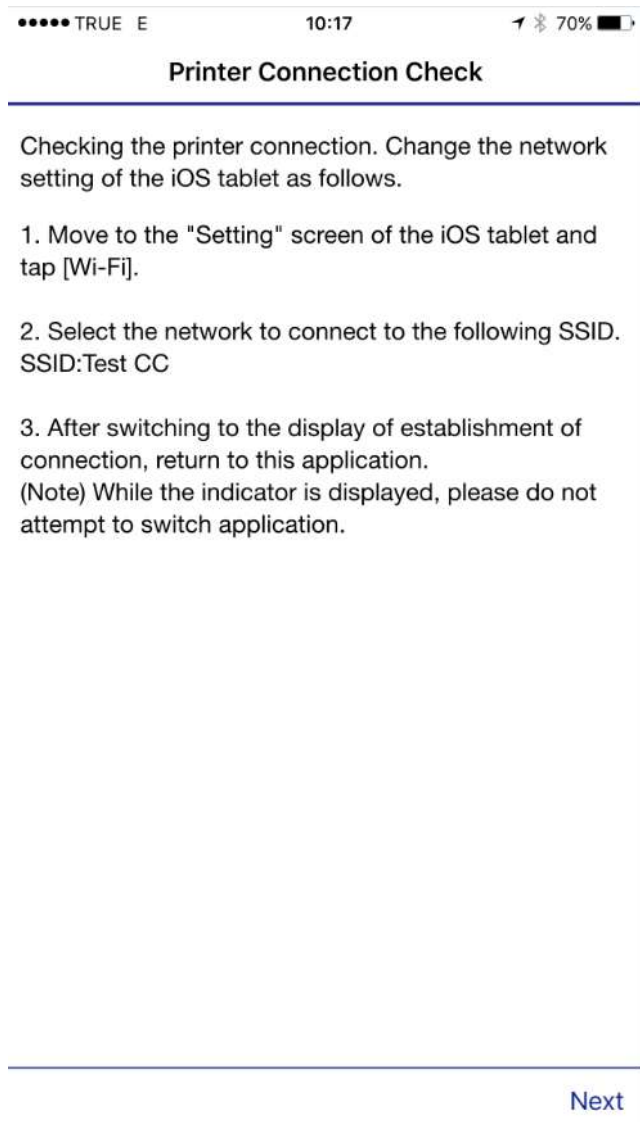 TRUE E 10:17 70%
Printer Connection Check
Checking the printer connection. Change the network
setting of the iOS tablet as follows.
1. Move to the "Setting" screen of the iOS tablet and
tap [Wi-Fi].
2. Select the network to connect to the following SSID.
SSID:Test CC
3. After switching to the display of establishment of
connection, return to this application.
(Note) While the indicator is displayed, please do not
attempt to switch application.
Next